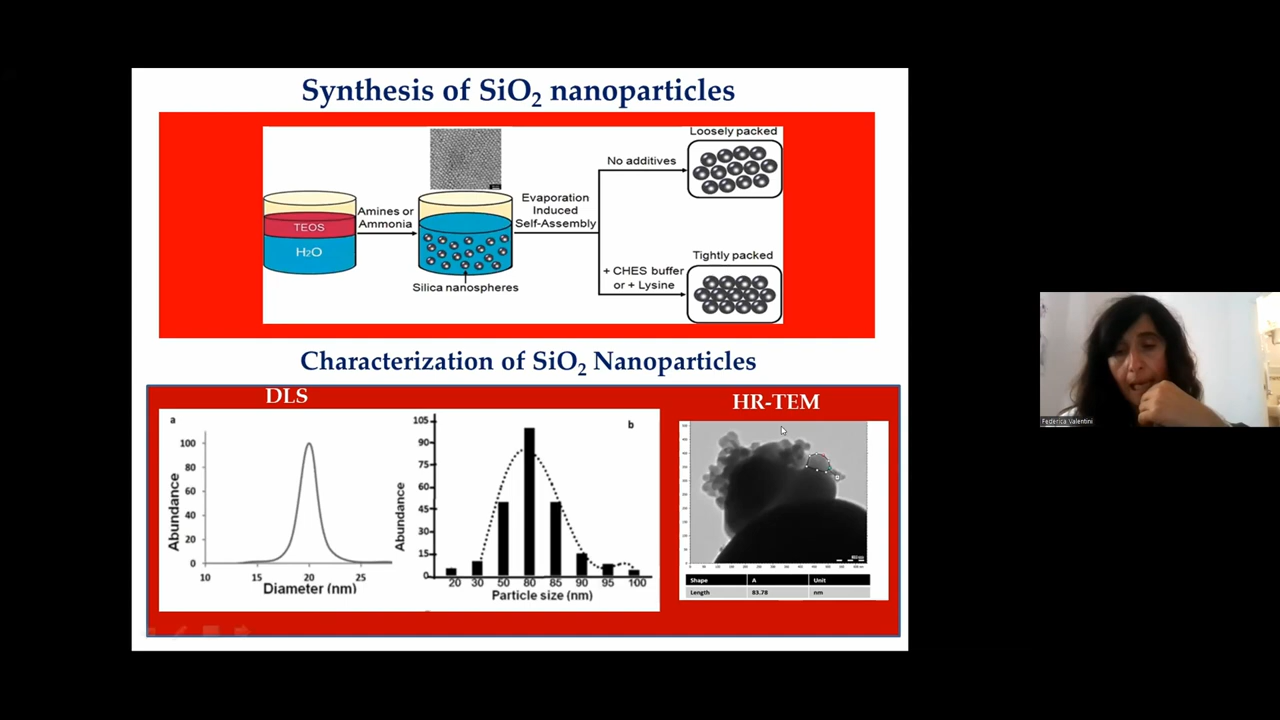 Synthesis of SiO2 nanoparticles
TEOS
H2O
Amines or
Ammonia
Silica nanospheres
Evaporation
Induced
Self-Assembly
No additives
+ CHES buffer
or + Lysine
Loosely packed
Tightly packed
Characterization of SiO2 Nanoparticles
DLS
a
Abundance
100
80
60
40
20
0
10 15 20 25
Diameter (nm)
b
Abundance
105
90
75
60
45
30
15
0
20 30 50 80 85 90 95 100
Particle size (nm)
HR-TEM
Shape A Unit
Length 83.78 nm
Federica Valentini